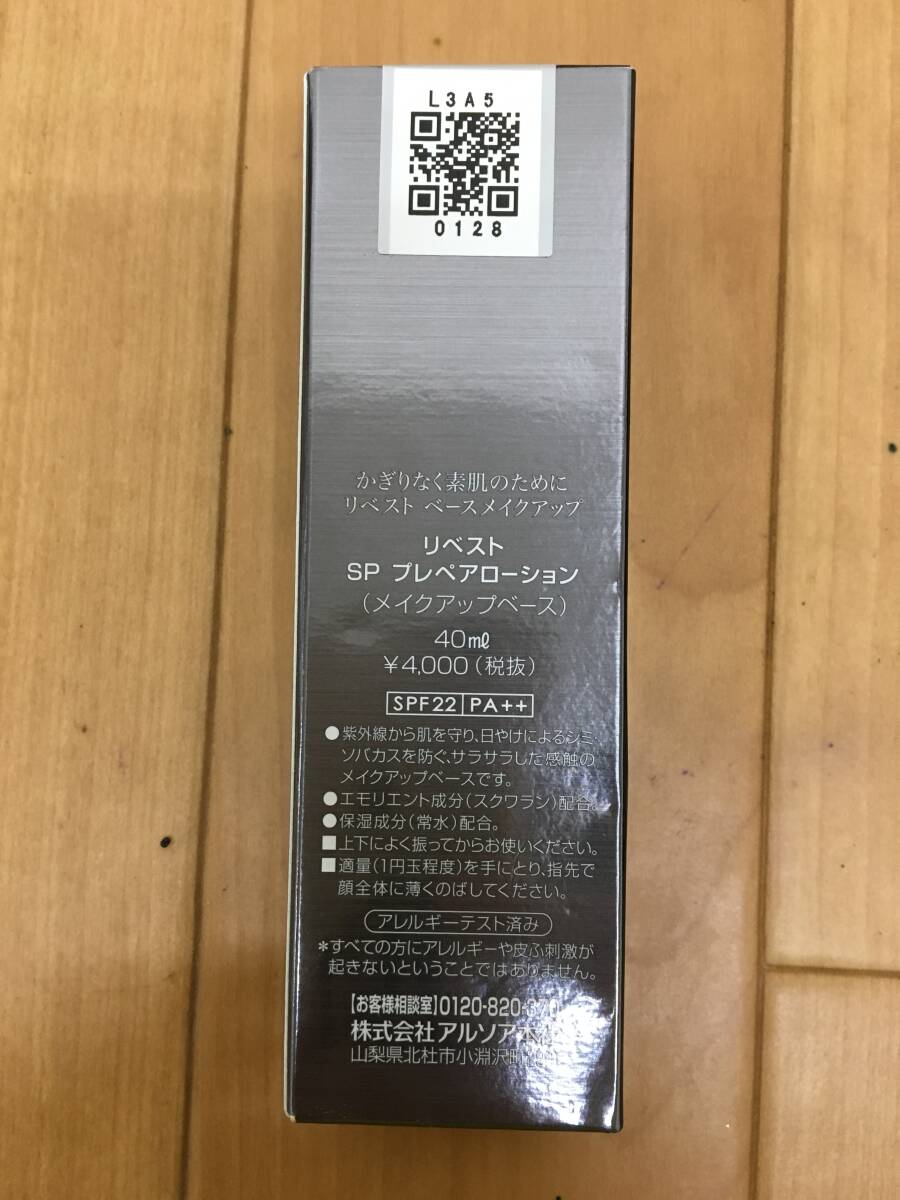 L3A5
0128
かぎりなく素肌のために
リベスト ベースメイクアップ
リベスト
SP プレペアローション
(メイクアップベース)
40ml
¥4,000(税抜)
SPF22 PA++
●紫外線から肌を守り、日やけによるシミ、
ソバカスを防ぐ、サラサラした感触の
メイクアップベースです。
●エモリエント成分(スクワラン)配合。
●保湿成分(常水)配合。
■上下によく振ってからお使いください。
■適量(1円玉程度)を手にとり、指先で
顔全体に薄くのばしてください。
アレルギーテスト済み
*すべての方にアレルギーや皮ふ刺激が
起きないということではありません。
【お客様相談室】0120-820-370
株式会社アルソア本
山梨県北杜市小淵沢町